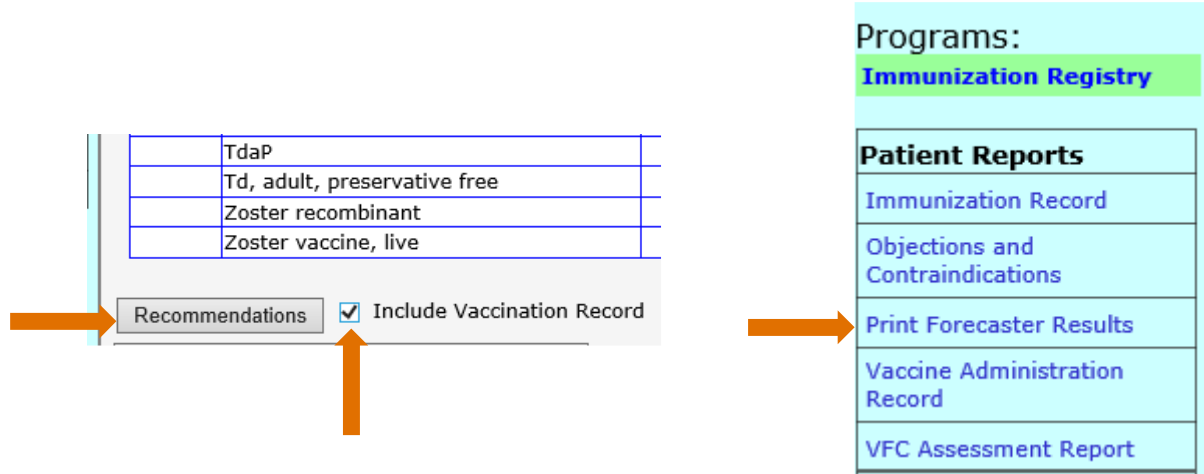 TdaP
Td, adult, preservative free
Zoster recombinant
Zoster vaccine, live
Recommendations
Include Vaccination Record
Programs:
Immunization Registry
Patient Reports
Immunization Record
Objections and
Contraindications
Print Forecaster Results
Vaccine Administration
Record
VFC Assessment Report